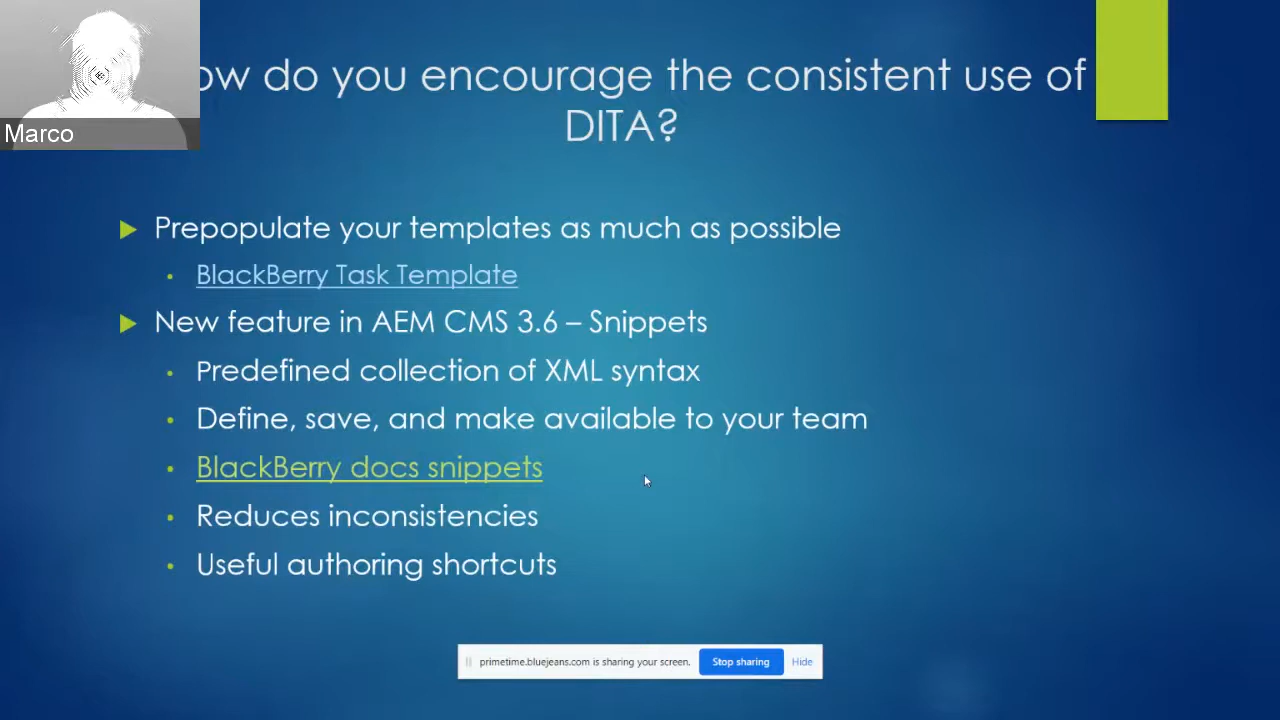 ow do you encourage the consistent use of
DITA?
Marco
Prepopulate your templates as much as possible
BlackBerry Task Template
New feature in AEM CMS 3.6 – Snippets
Predefined collection of XML syntax
Define, save, and make available to your team
BlackBerry docs snippets
Reduces inconsistencies
Useful authoring shortcuts
primetime.bluejeans.com is sharing your screen. Stop sharing Hide